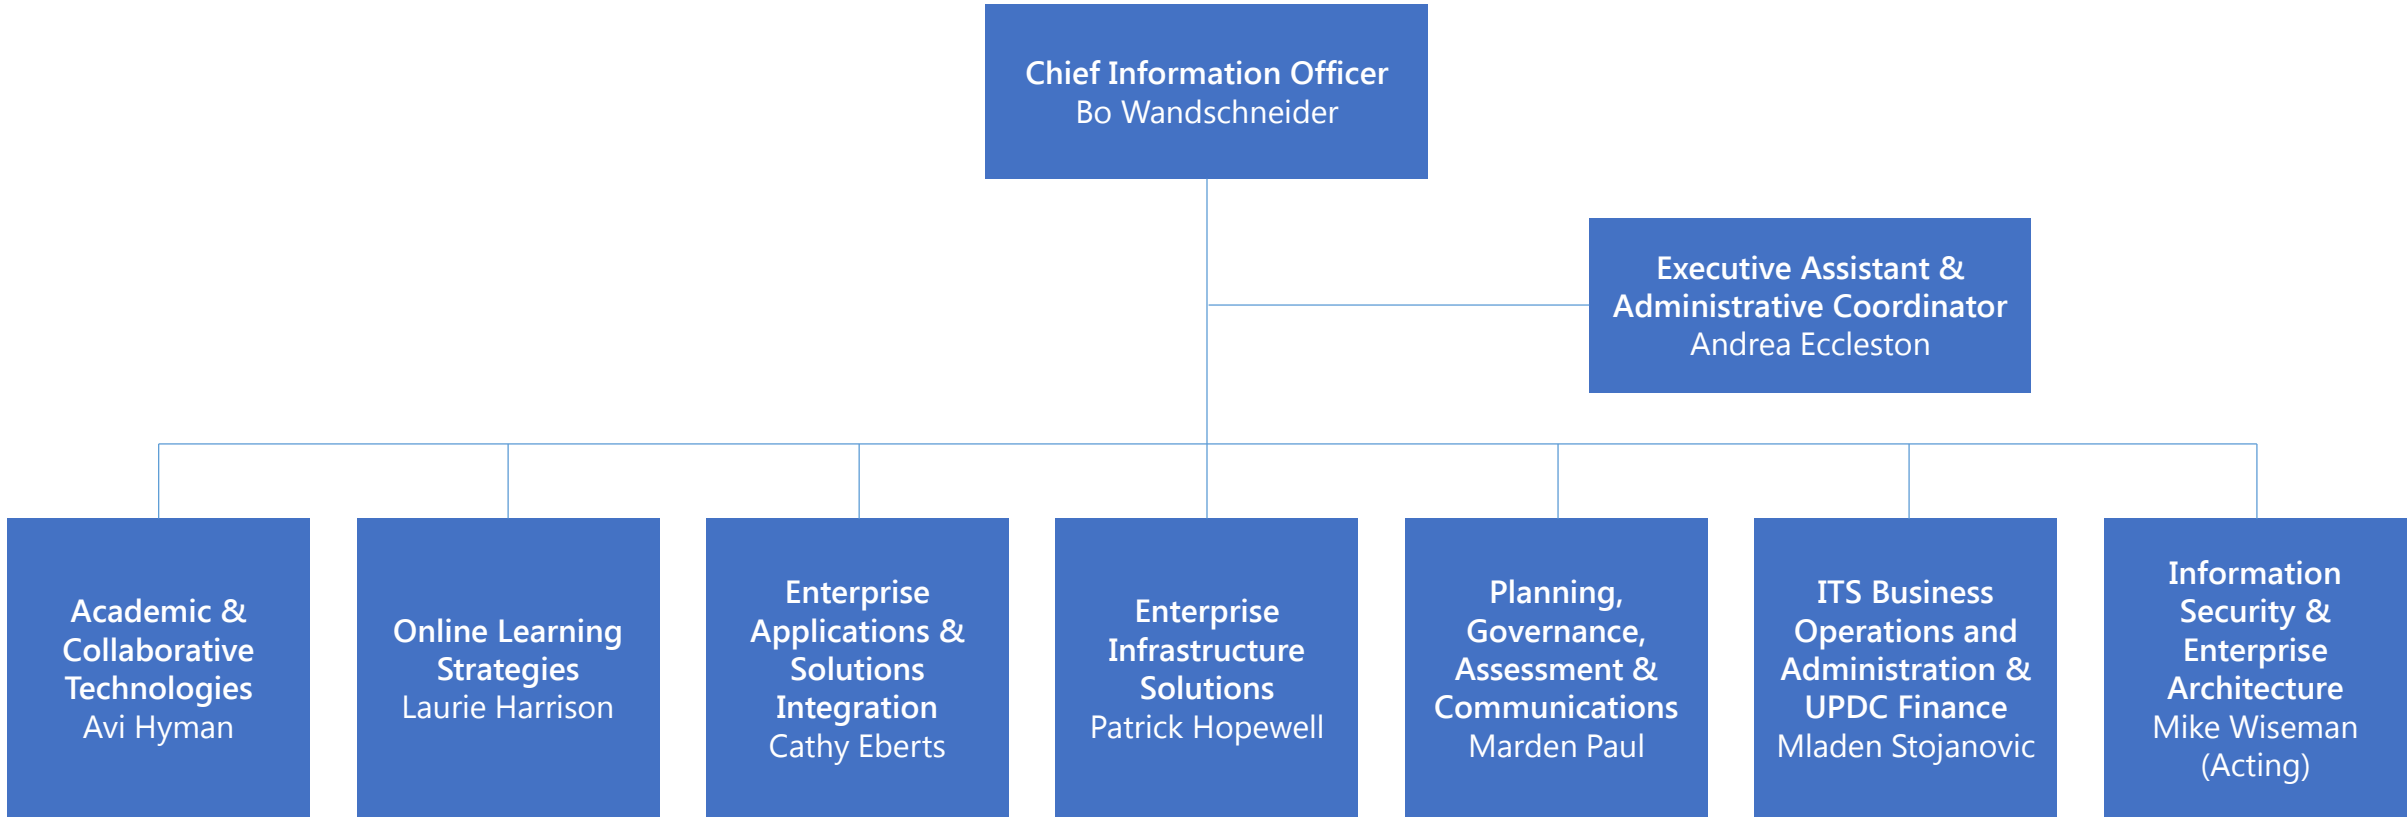 Chief Information Officer
Bo Wandschneider
Executive Assistant &
Administrative Coordinator
Andrea Eccleston
Academic &
Collaborative
Technologies
Avi Hyman
Online Learning
Strategies
Laurie Harrison
Enterprise
Applications &
Solutions
Integration
Cathy Eberts
Enterprise
Infrastructure
Solutions
Patrick Hopewell
Planning,
Governance,
Assessment &
Communications
Marden Paul
ITS Business
Operations and
Administration &
UPDC Finance
Mladen Stojanovic
Information
Security &
Enterprise
Architecture
Mike Wiseman
(Acting)